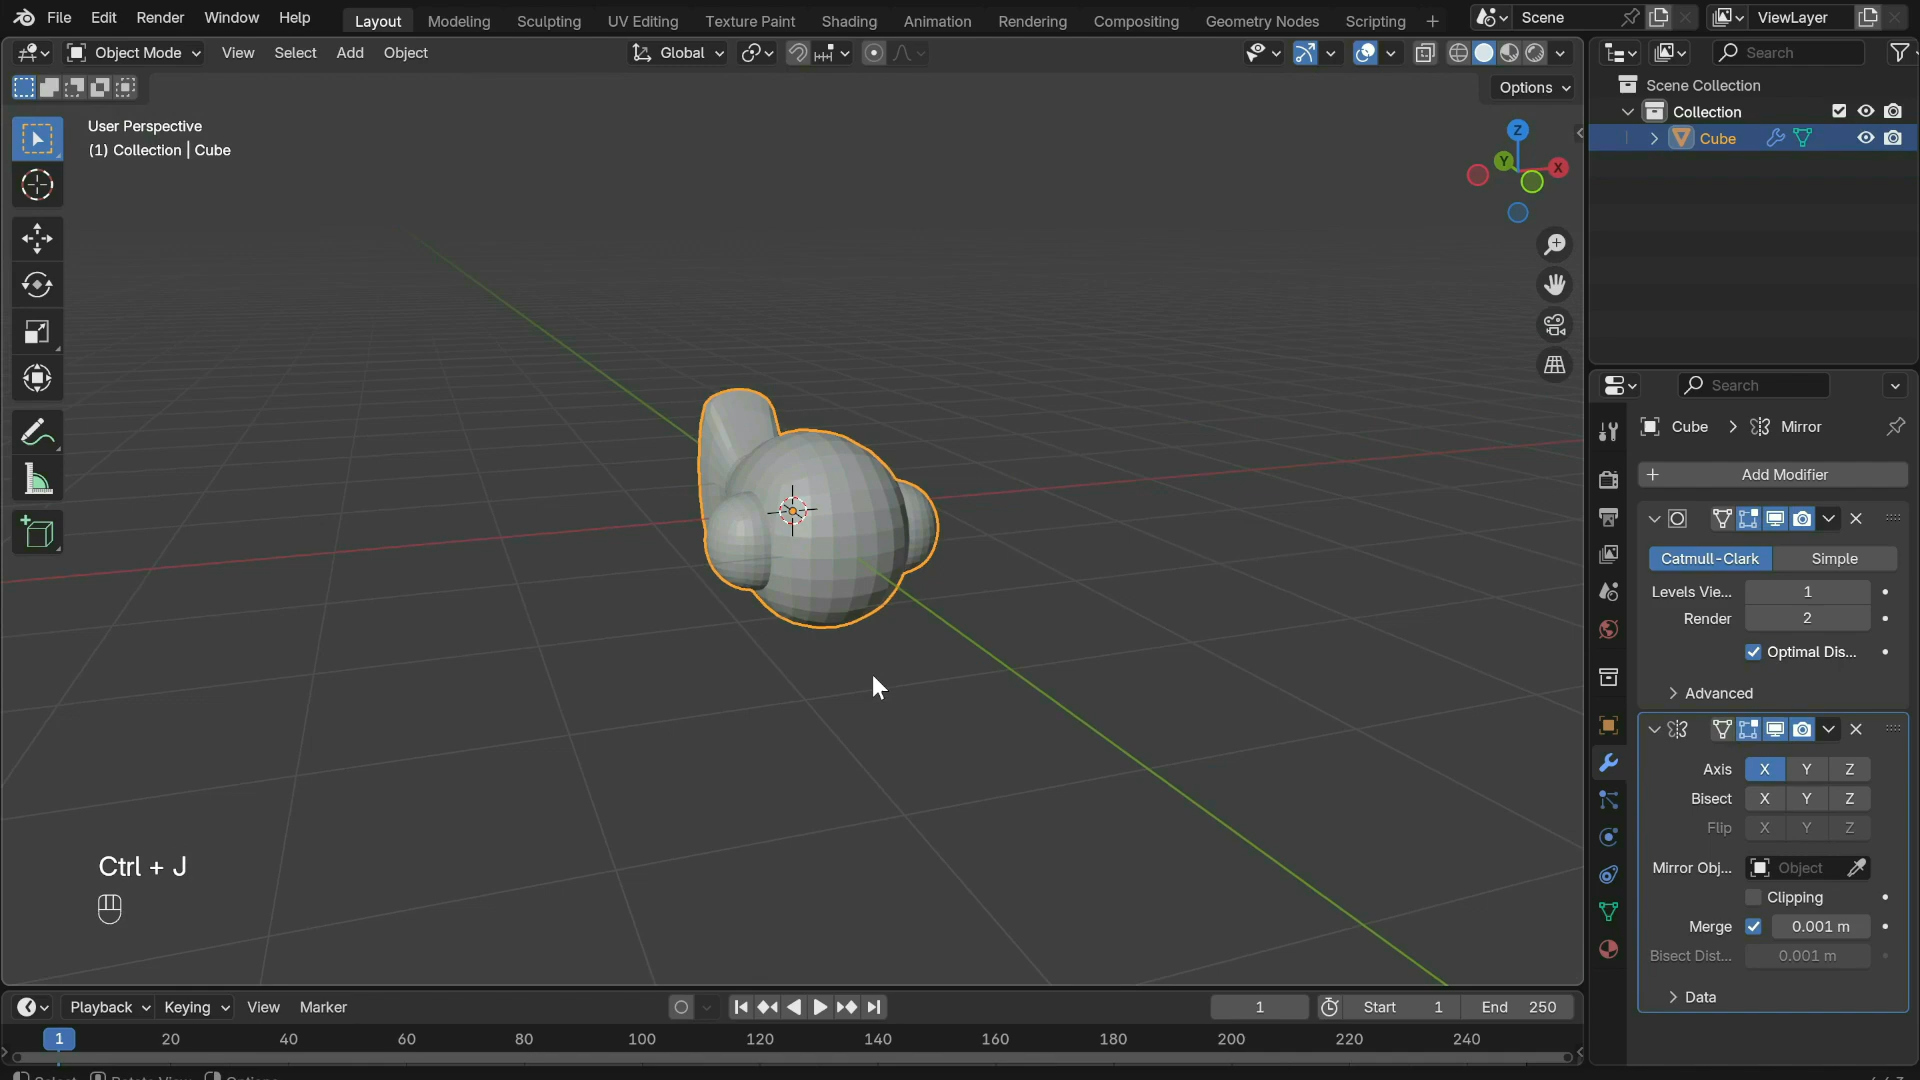 File Edit Render Window Help Layout Modeling Sculpting UV Editing Texture Paint Shading Animation Rendering Compositing Geometry Nodes Scripting + Scene ViewLayer
Object Mode View Select Add Object Global Search
Options
User Perspective
(1) Collection | Cube
Z
Y
X
Scene Collection
Collection
Cube
Search
Cube > Mirror
+ Add Modifier
Catmull-Clark Simple
Levels Vie... 1
Render 2
Optimal Dis...
Advanced
Axis X Y Z
Bisect X Y Z
Flip X Y Z
Mirror Obj... Object
Clipping
Merge 0.001 m
Bisect Dist... 0.001 m
Data
Ctrl + J
Playback Keying View Marker 1 Start 1 End 250
1 20 40 60 80 100 120 140 160 180 200 220 240